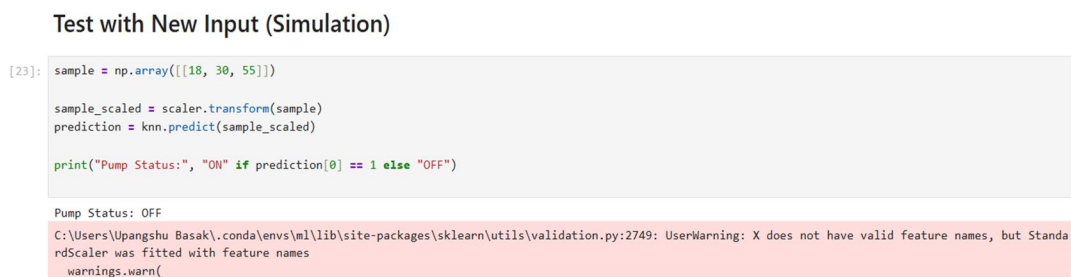 Test with New Input (Simulation)
[23]: sample = np.array([[18, 30, 55]])
sample_scaled = scaler.transform(sample)
prediction = knn.predict(sample_scaled)
print("Pump Status:", "ON" if prediction[0] == 1 else "OFF")
Pump Status: OFF
C:\Users\Upangshu Basak\.conda\envs\ml\lib\site-packages\sklearn\utils\validation.py:2749: UserWarning: X does not have valid feature names, but Standa
rdScaler was fitted with feature names
warnings.warn(